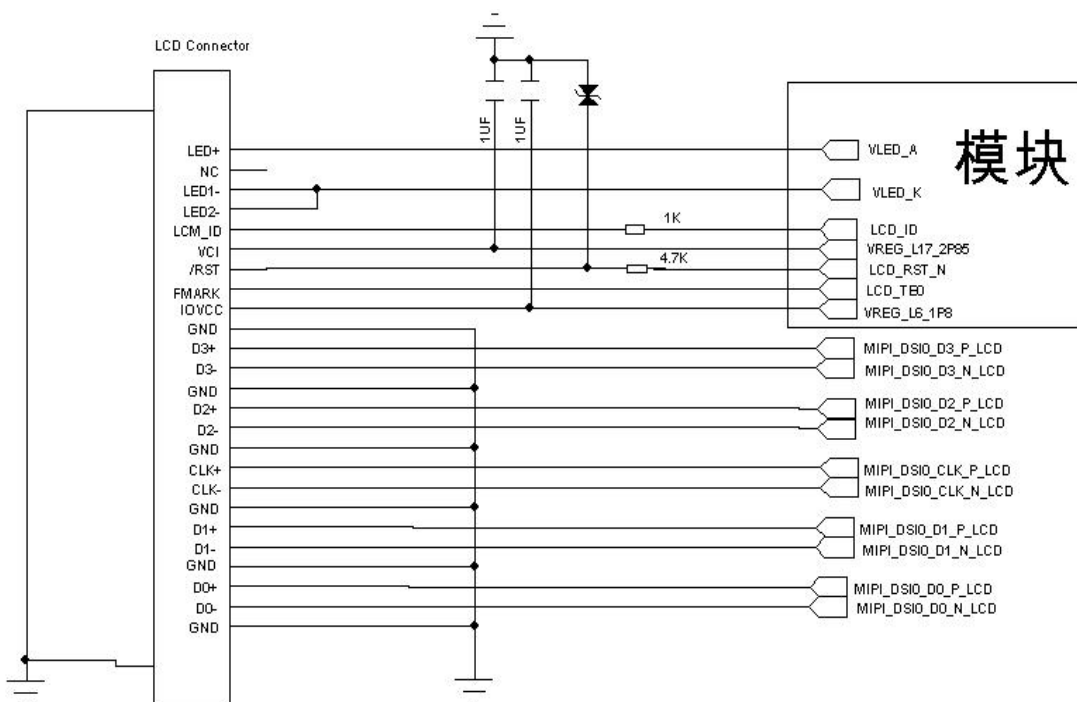 LCD Connector
1UF
1UF
模块
LED+
VLED_A
NC
LED1-
VLED_K
LED2-
1K
LCM_ID
LCD_ID
VCI
VREG_L17_2P85
4.7K
/RST
LCD_RST_N
FMARK
LCD_TE0
IOVCC
VREG_L6_1P8
GND
D3+
MIPI_DSI0_D3_P_LCD
D3-
MIPI_DSI0_D3_N_LCD
GND
D2+
MIPI_DSI0_D2_P_LCD
D2-
MIPI_DSI0_D2_N_LCD
GND
CLK+
MIPI_DSI0_CLK_P_LCD
CLK-
MIPI_DSI0_CLK_N_LCD
GND
D1+
MIPI_DSI0_D1_P_LCD
D1-
MIPI_DSI0_D1_N_LCD
GND
D0+
MIPI_DSI0_D0_P_LCD
D0-
MIPI_DSI0_D0_N_LCD
GND